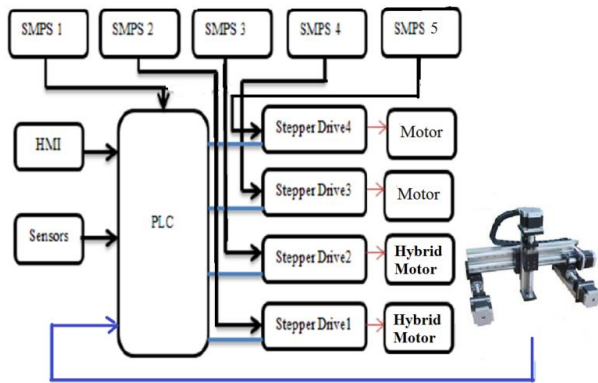 SMPS 1
SMPS 2
SMPS 3
SMPS 4
SMPS 5
Stepper Drive4
Motor
HMI
Stepper Drive3
Motor
PLC
Sensors
Stepper Drive2
Hybrid
Motor
Stepper Drive1
Hybrid
Motor